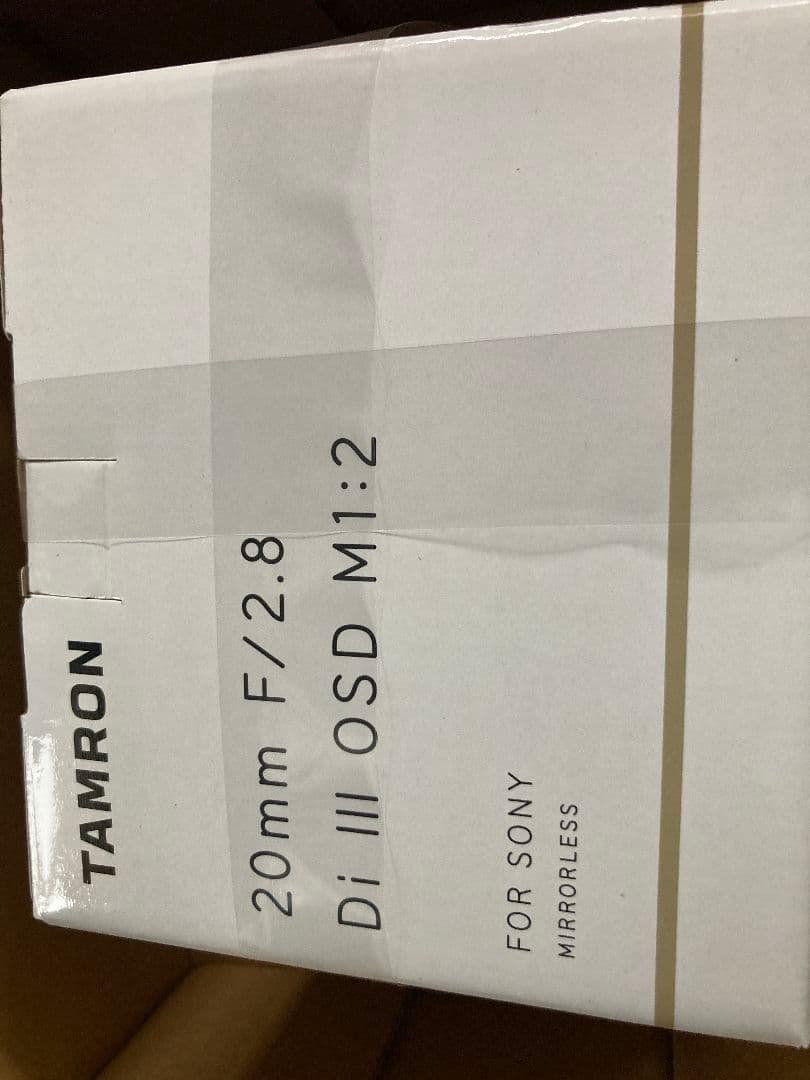 TAMRON
20mm F/2.8
Di III OSD M1:2
FOR SONY
MIRRORLESS